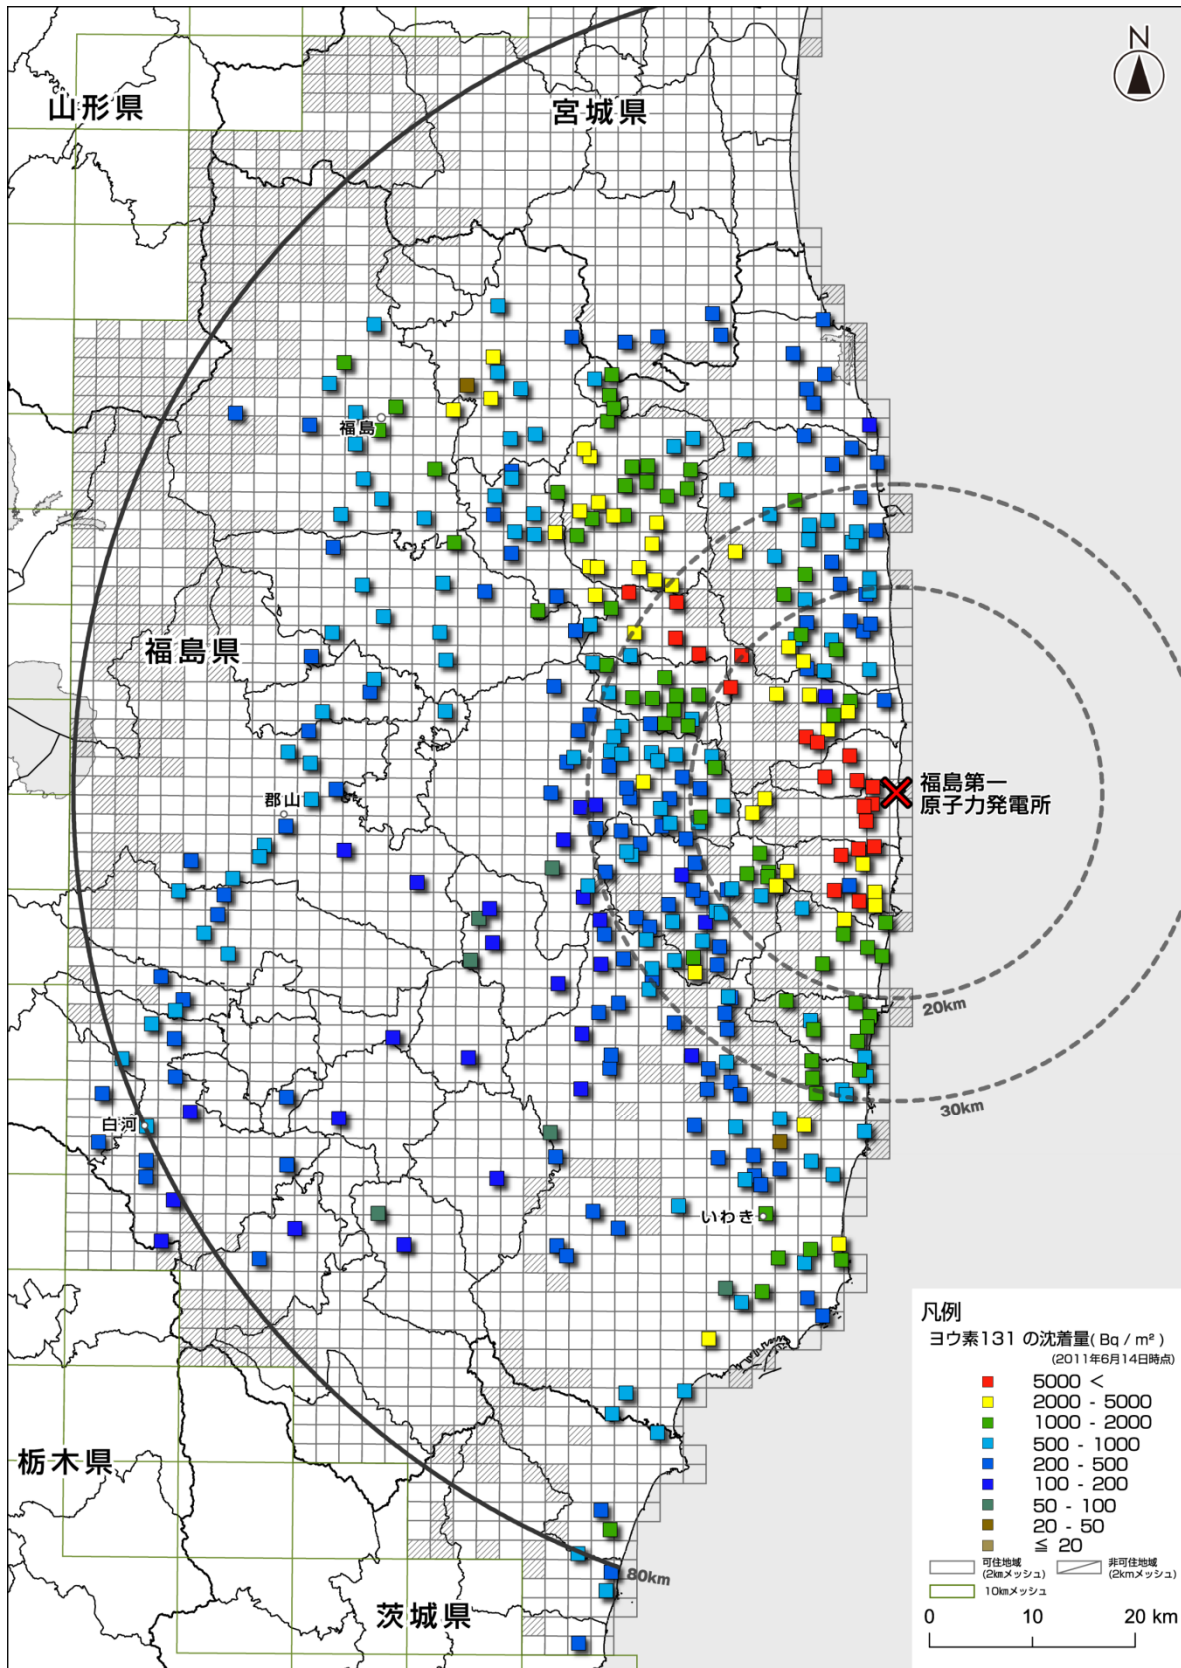 N
山形県
宮城県
福島
福島県
福島第一
原子力発電所
郡山
20km
30km
白河
いわき
凡例
ヨウ素131 の沈着量( Bq / m² )
(2011年6月14日時点)
5000 <
2000 - 5000
1000 - 2000
500 - 1000
200 - 500
100 - 200
50 - 100
20 - 50
≦ 20
可住地域
(2kmメッシュ)
非可住地域
(2kmメッシュ)
10kmメッシュ
0 10 20 km
栃木県
80km
茨城県